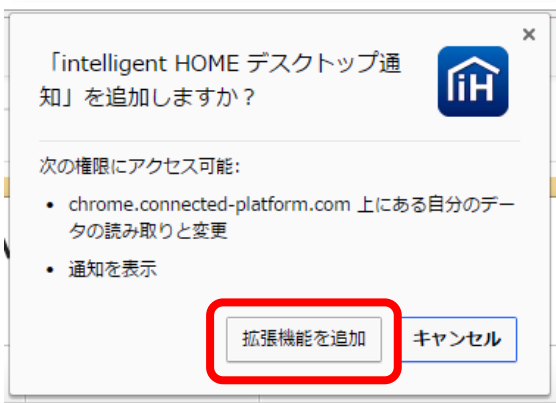 「intelligent HOME デスクトップ通
知」を追加しますか？
iH
次の権限にアクセス可能:
• chrome.connected-platform.com 上にある自分のデー
タの読み取りと変更
• 通知を表示
拡張機能を追加 キャンセル